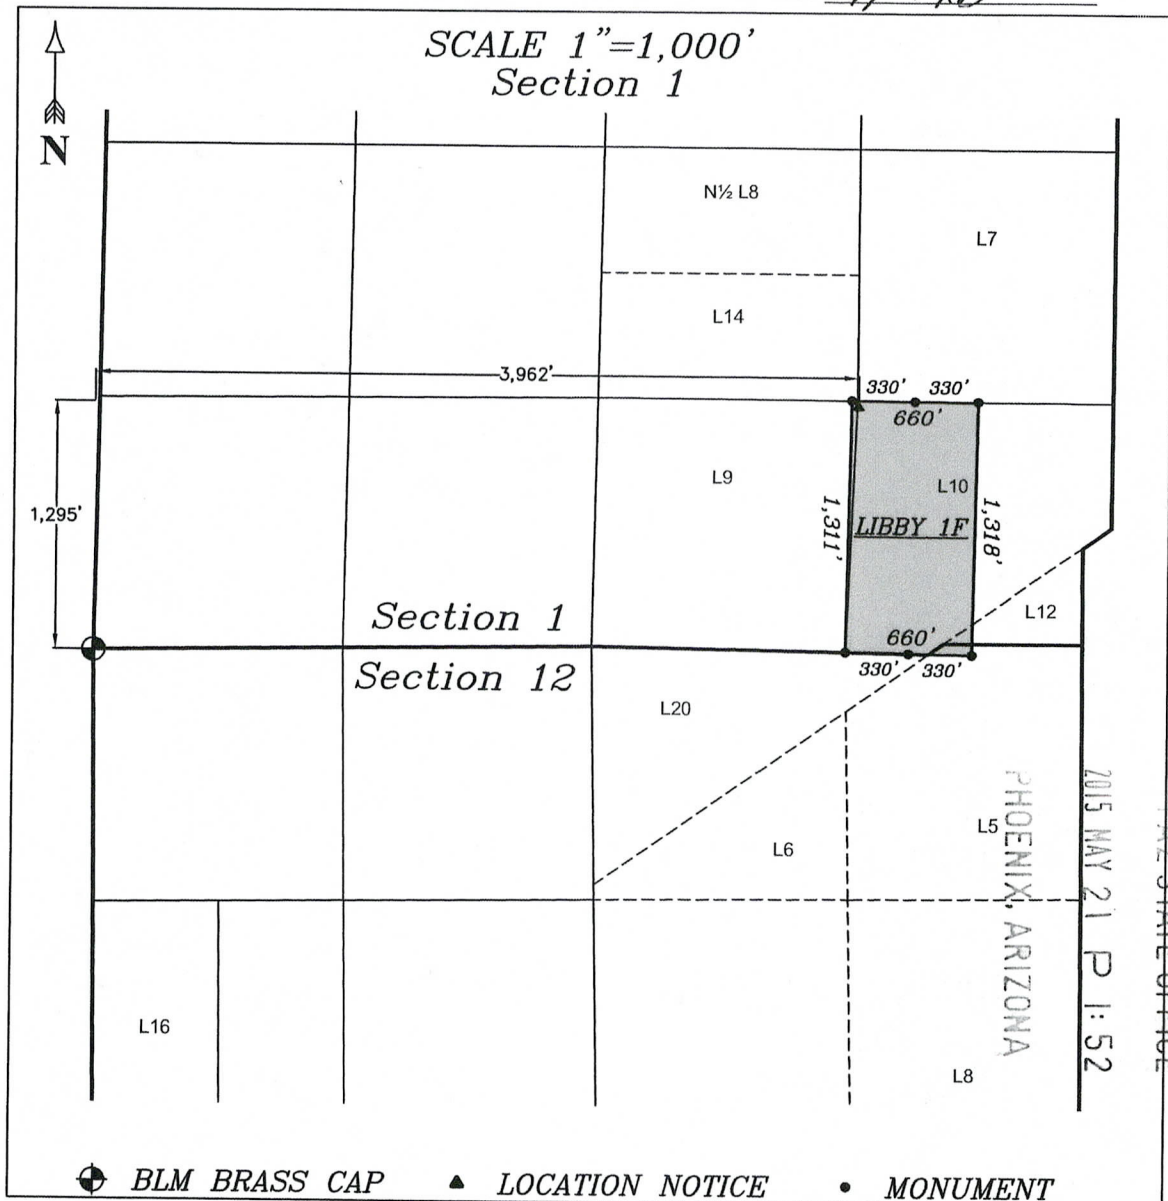 SCALE 1"=1,000'
Section 1
N
N½ L8
L7
L14
3,962'
330' 330'
660'
1,295'
L9
L10
1,311'
LIBBY 1F
1,318'
L12
Section 1
660'
330' 330'
Section 12
L20
L6
L5
L16
L8
2015 MAY 21 P 1:52
PHOENIX, ARIZONA
BLM BRASS CAP
LOCATION NOTICE
MONUMENT